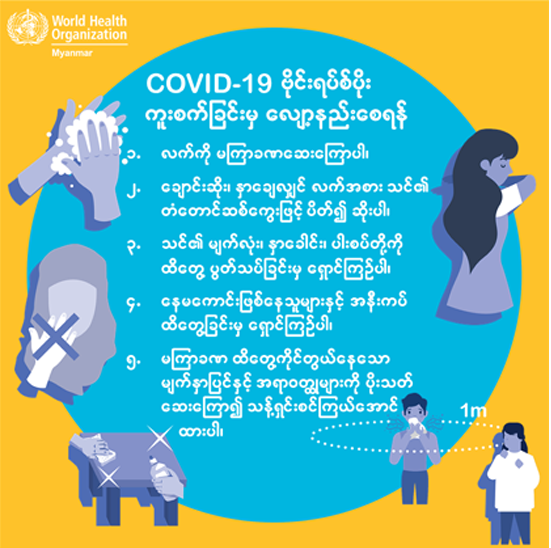 World Health
Organization
Myanmar
COVID-19 ဗိုင်းရပ်စ်ပိုး
ကူးစက်ခြင်းမှ လျော့နည်းစေရန်
၁. လက်ကို မကြာခဏဆေးကြောပါ။
၂. ချောင်းဆိုး၊ နှာချေလျှင် လက်အစား သင်၏
တံတောင်ဆစ်ကွေးဖြင့် ပိတ်၍ ဆိုးပါ။
၃. သင်၏ မျက်လုံး၊ နှာခေါင်း၊ ပါးစပ်တို့ကို
ထိတွေ့ ပွတ်သပ်ခြင်းမှ ရှောင်ကြဉ်ပါ။
၄. နေမကောင်းဖြစ်နေသူများနှင့် အနီးကပ်
ထိတွေ့ခြင်းမှ ရှောင်ကြဉ်ပါ။
၅. မကြာခဏ ထိတွေ့ကိုင်တွယ်နေသော
မျက်နှာပြင်နှင့် အရာဝတ္ထုများကို ပိုးသတ်
ဆေးကြော၍ သန့်ရှင်းစင်ကြယ်အောင်
ထားပါ။
1m